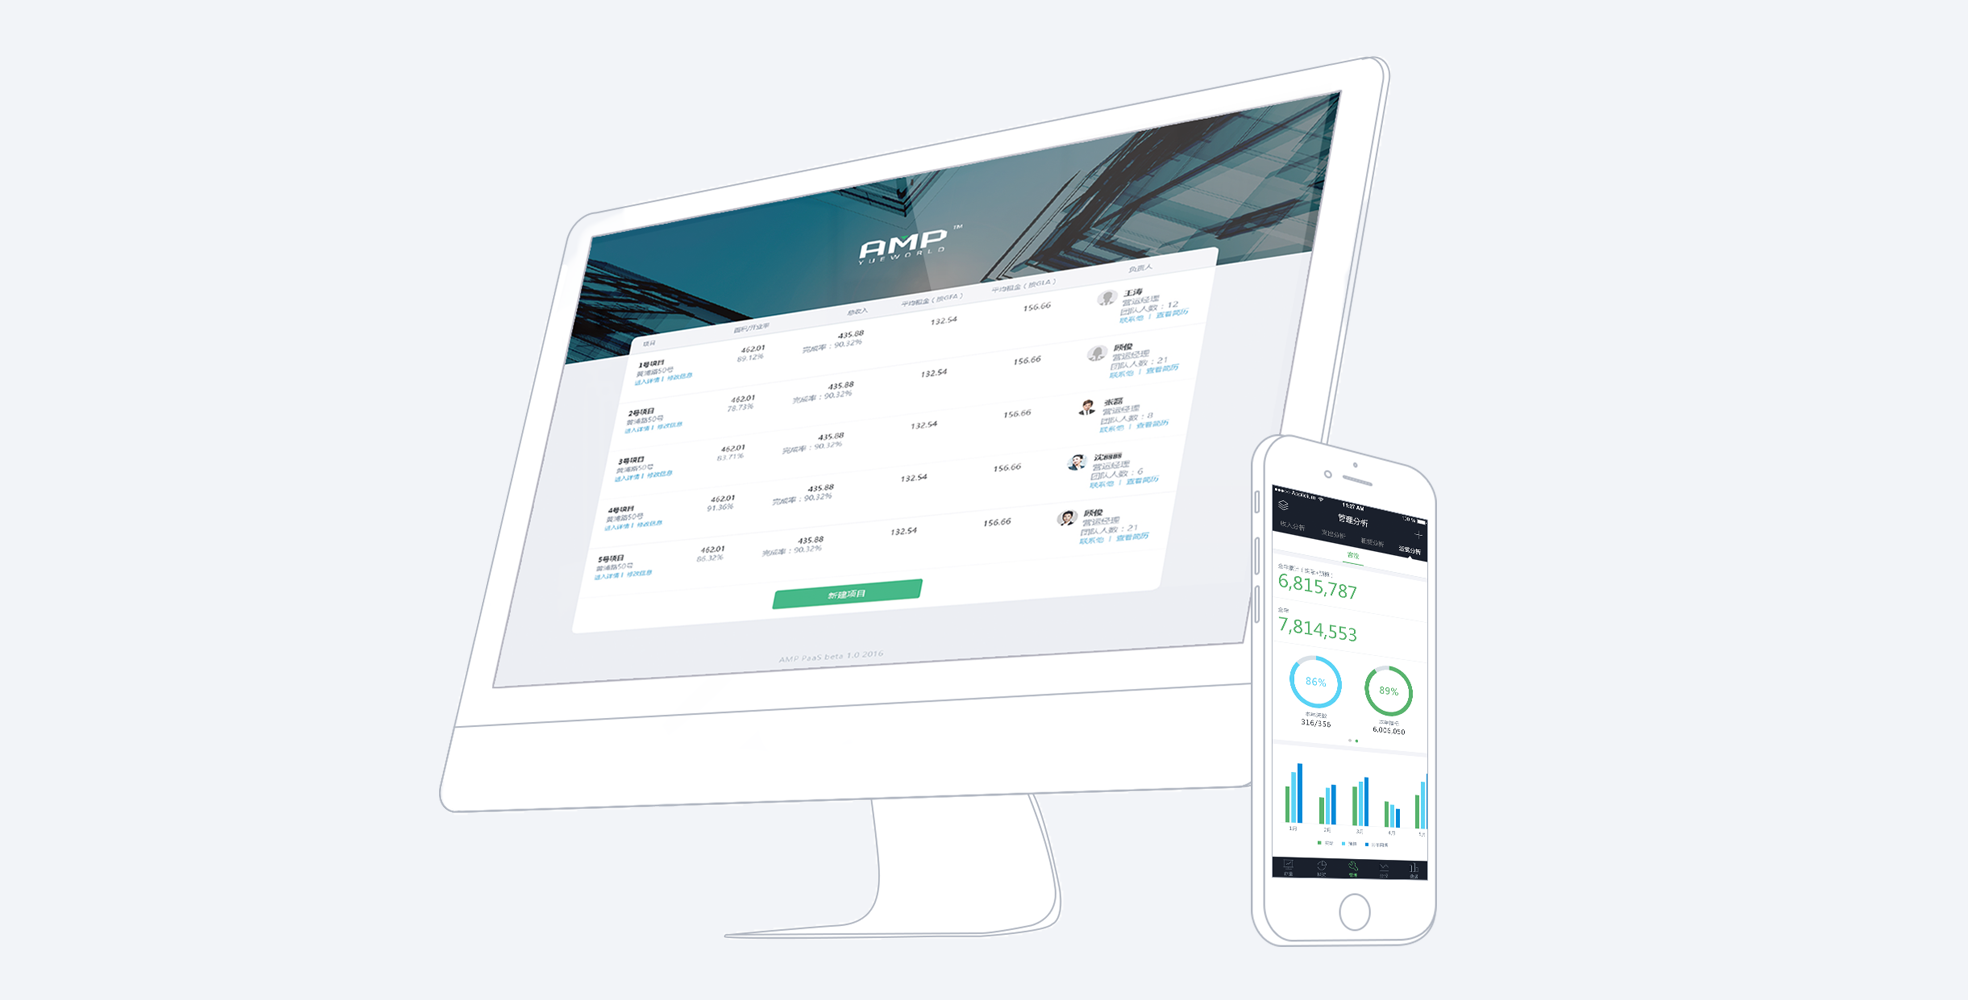 AMP™
YUEWORLD
项目 面积/出租率 总收入 平均租金(按GFA) 平均租金(按GLA) 负责人
1号项目 462.01 435.88 132.54 156.66 王涛
黄浦路50号 89.12% 完成率：90.32% 营运经理
进入详情 | 修改信息 团队人数：12
联系他 | 查看简历
2号项目 462.01 435.88 132.54 156.66 顾俊
黄浦路50号 78.73% 完成率：90.32% 营运经理
进入详情 | 修改信息 团队人数：21
联系他 | 查看简历
3号项目 462.01 435.88 132.54 156.66 张磊
黄浦路50号 83.71% 完成率：90.32% 营运经理
进入详情 | 修改信息 团队人数：8
联系他 | 查看简历
4号项目 462.01 435.88 132.54 156.66 沈丽丽
黄浦路50号 91.36% 完成率：90.32% 营运经理
进入详情 | 修改信息 团队人数：6
联系他 | 查看简历
5号项目 462.01 435.88 132.54 156.66 顾俊
黄浦路50号 86.32% 完成率：90.32% 营运经理
进入详情 | 修改信息 团队人数：21
联系他 | 查看简历
新建项目
AMP PaaS beta 1.0 2016
11:27 AM 100%
管理分析
收入分析 运营分析
6,815,787
7,814,553
86% 89%
316/356 6,006,050